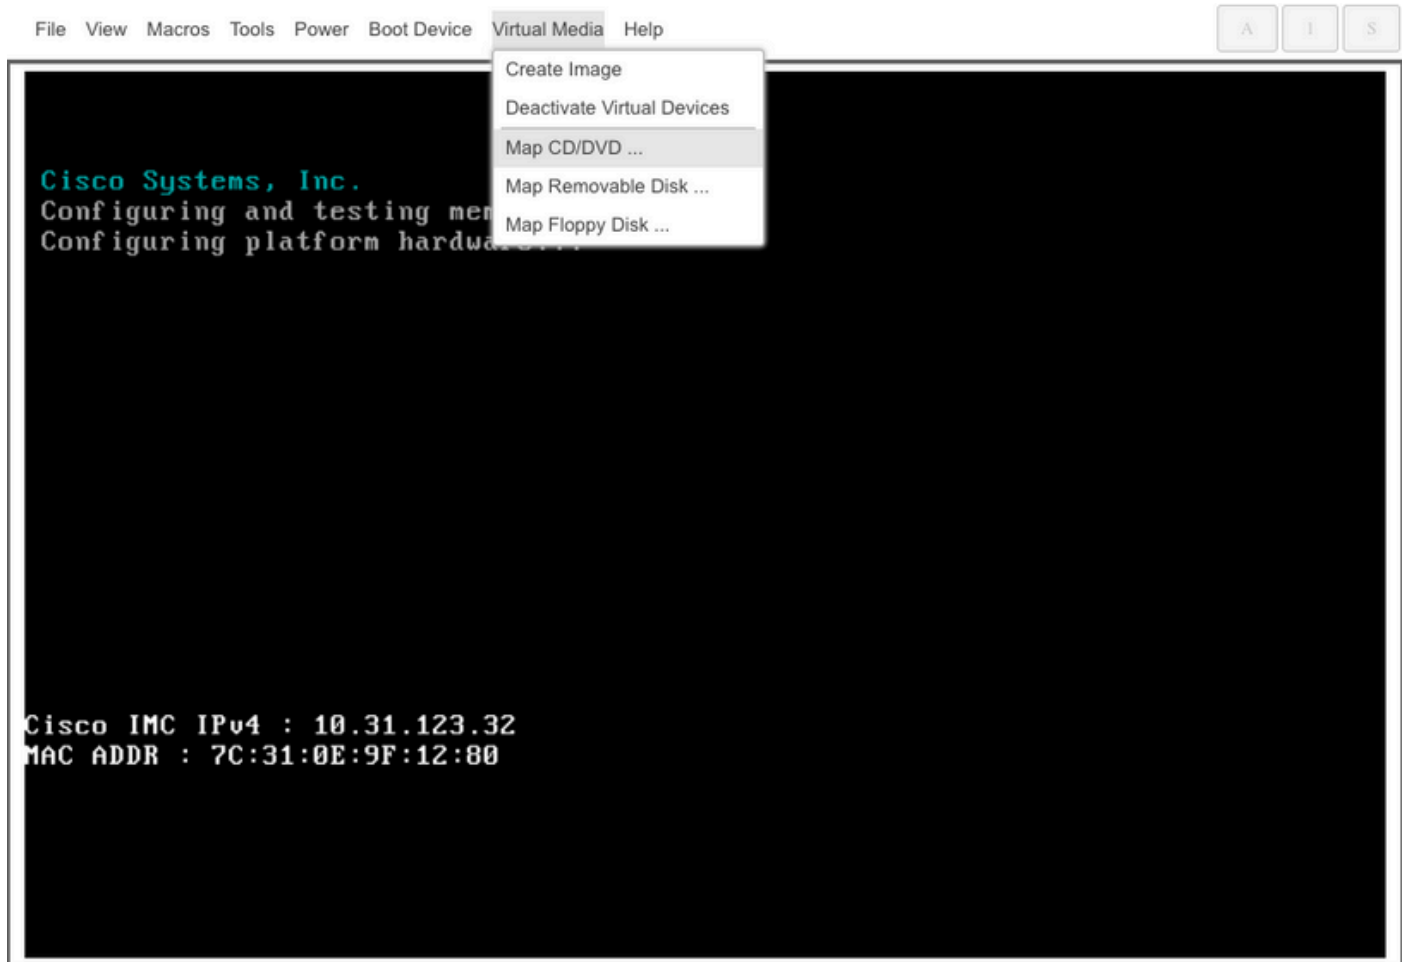 File View Macros Tools Power Boot Device Virtual Media Help
A I S
Create Image
Deactivate Virtual Devices
Map CD/DVD ...
Map Removable Disk ...
Map Floppy Disk ...
Cisco Systems, Inc.
Configuring and testing mem
Configuring platform hardware...
Cisco IMC IPv4 : 10.31.123.32
MAC ADDR : 7C:31:0E:9F:12:80